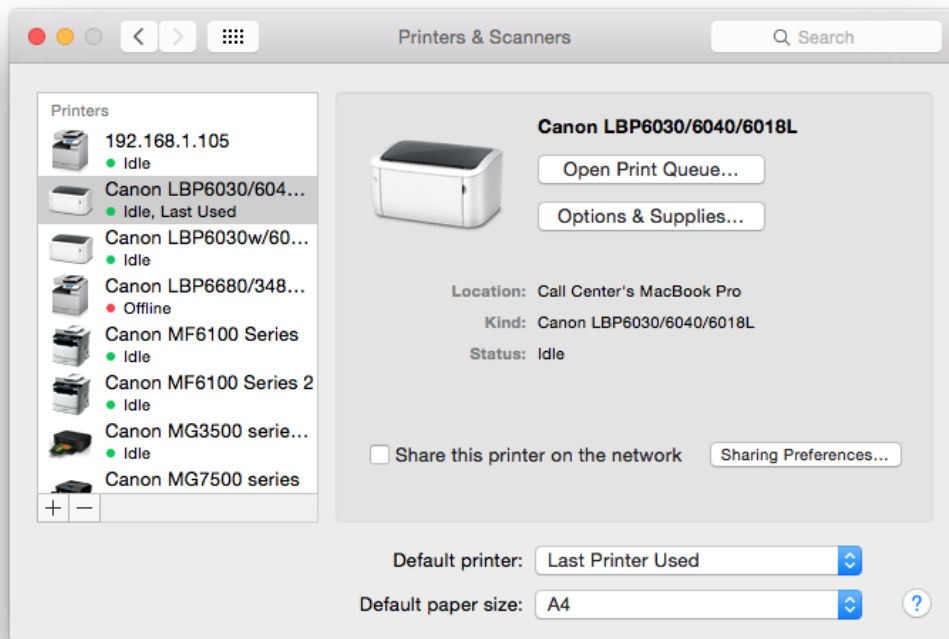 Printers & Scanners
Search
Printers
192.168.1.105
Idle
Canon LBP6030/604...
Idle, Last Used
Canon LBP6030w/60...
Idle
Canon LBP6680/348...
Offline
Canon MF6100 Series
Idle
Canon MF6100 Series 2
Idle
Canon MG3500 serie...
Idle
Canon MG7500 series
+ −
Canon LBP6030/6040/6018L
Open Print Queue...
Options & Supplies...
Location: Call Center's MacBook Pro
Kind: Canon LBP6030/6040/6018L
Status: Idle
Share this printer on the network
Sharing Preferences...
Default printer: Last Printer Used
Default paper size: A4
?